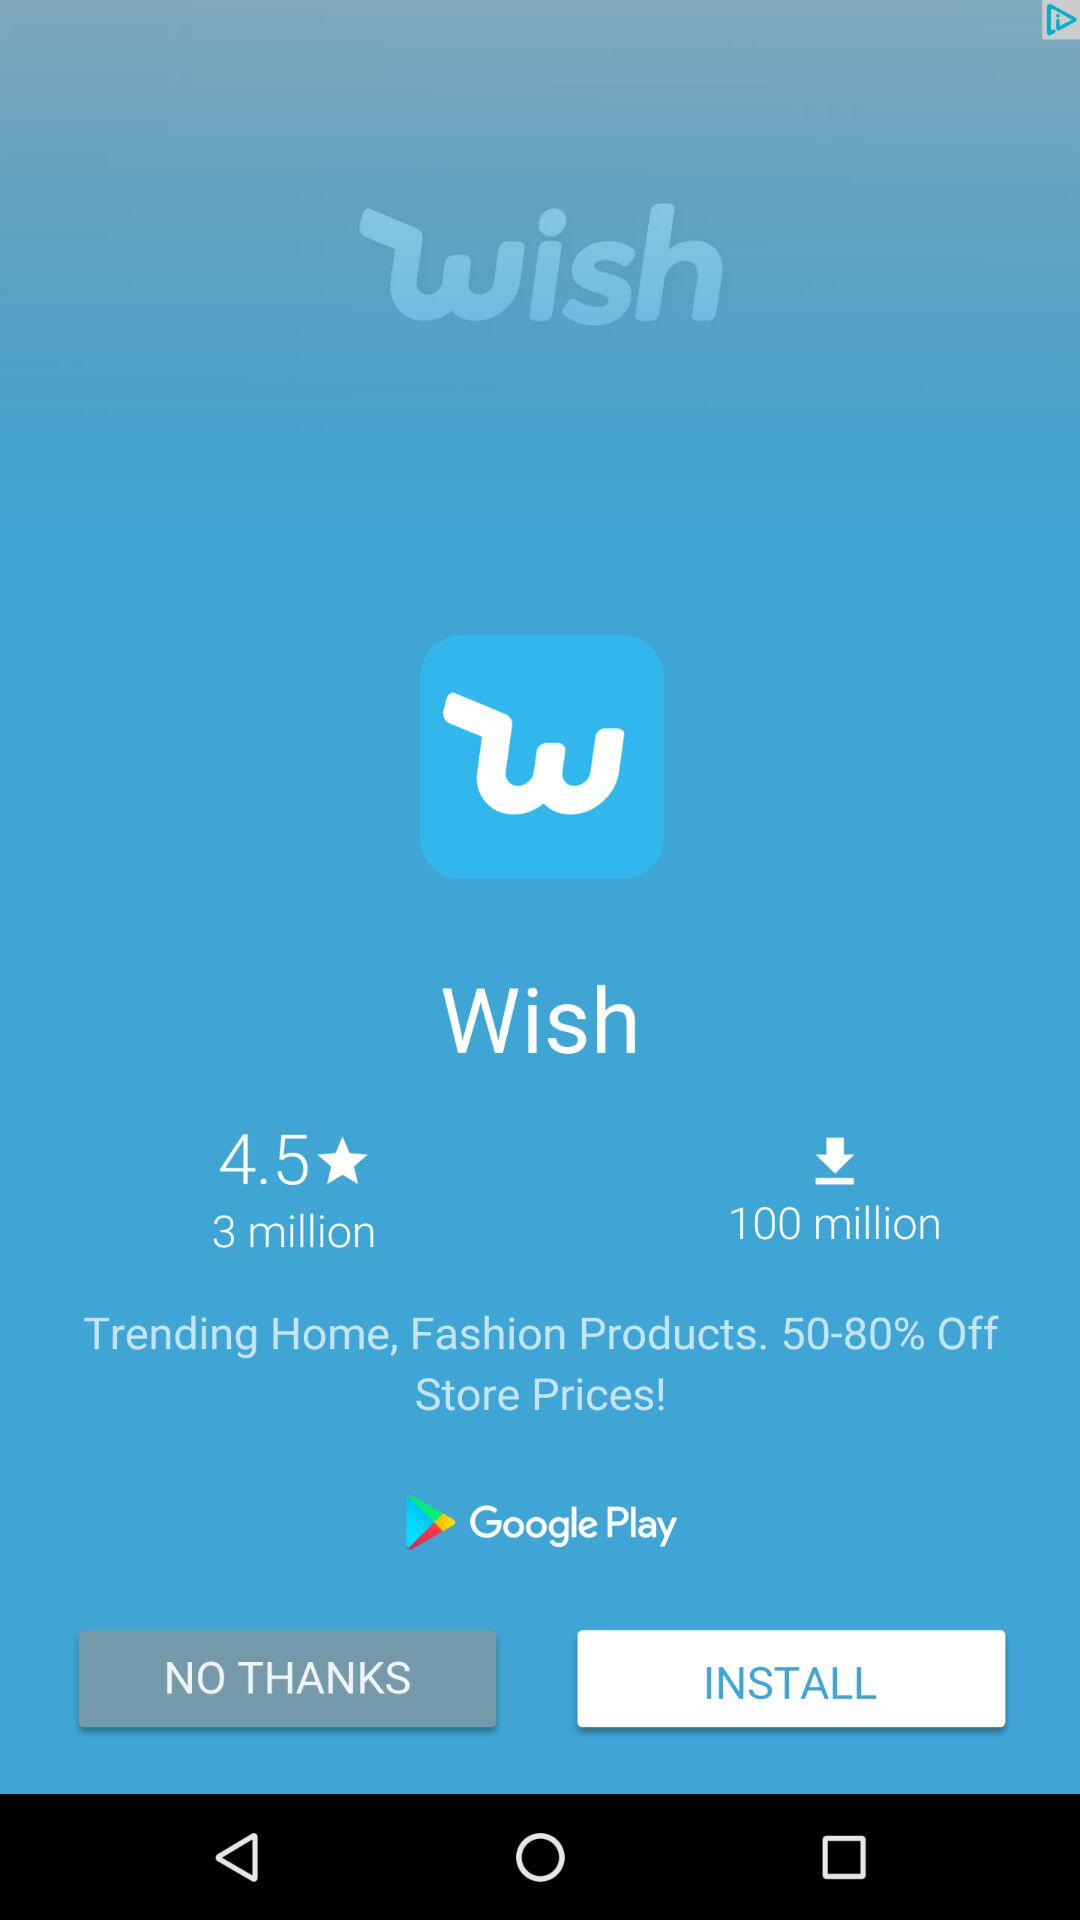 wish
w
Wish
4.5
3 million
100 million
Trending Home, Fashion Products. 50-80% Off
Store Prices!
Google Play
NO THANKS
INSTALL